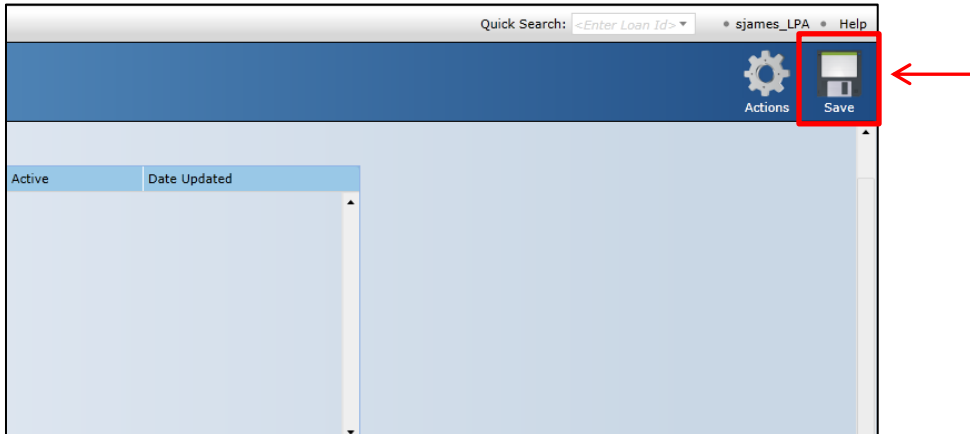 Quick Search: <Enter Loan Id> sjames_LPA Help
Actions Save
Active Date Updated